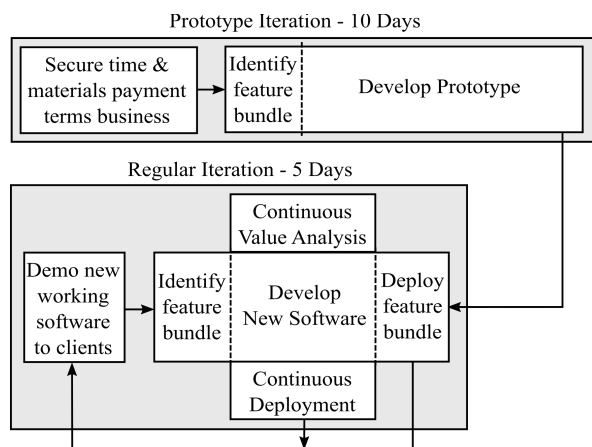 Prototype Iteration - 10 Days
Secure time &
materials payment
terms business
Identify
feature
bundle
Develop Prototype
Regular Iteration - 5 Days
Continuous
Value Analysis
Demo new
working
software
to clients
Identify
feature
bundle
Develop
New Software
Deploy
feature
bundle
Continuous
Deployment